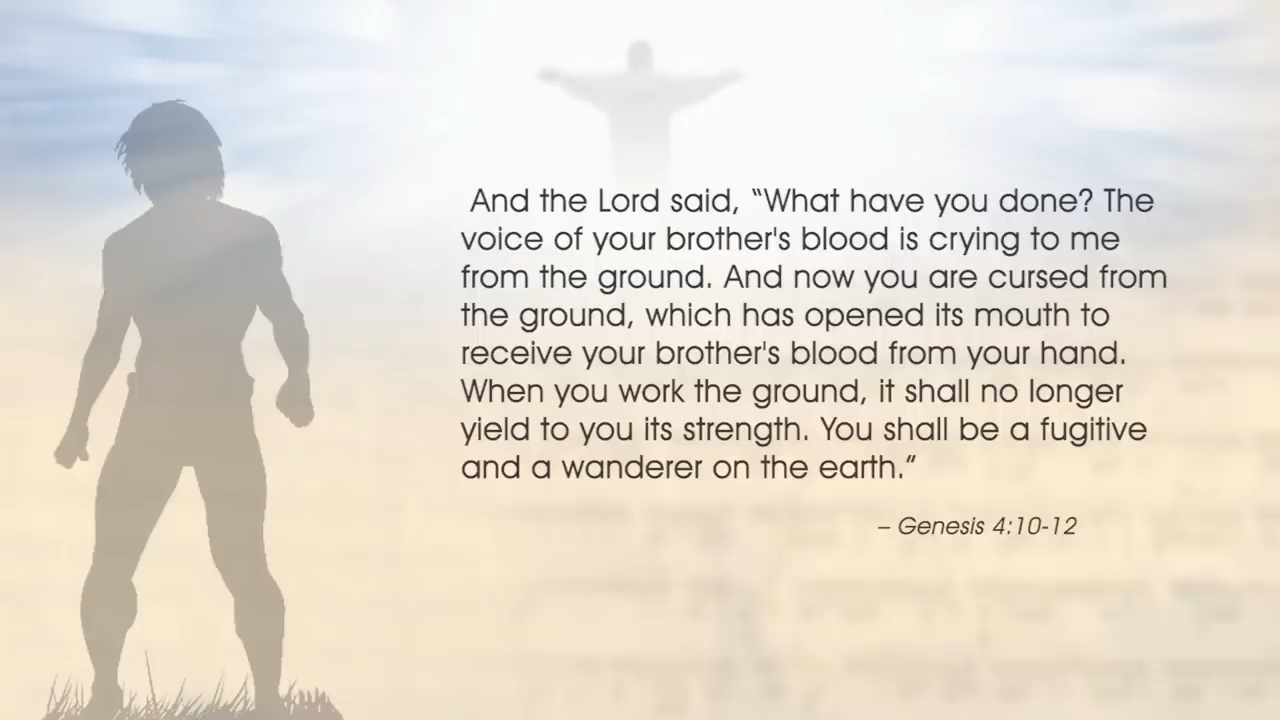 And the Lord said, “What have you done? The
voice of your brother's blood is crying to me
from the ground. And now you are cursed from
the ground, which has opened its mouth to
receive your brother's blood from your hand.
When you work the ground, it shall no longer
yield to you its strength. You shall be a fugitive
and a wanderer on the earth.”
– Genesis 4:10-12